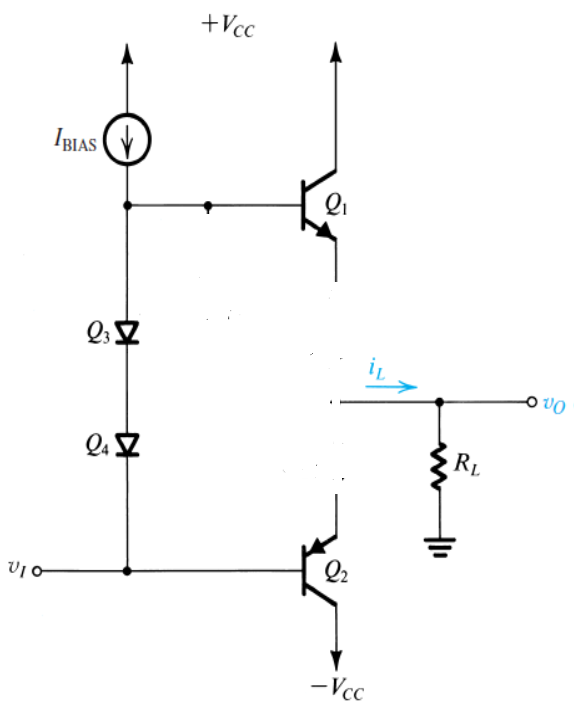 +V_CC
I_BIAS
Q_1
Q_3
i_L
v_O
Q_4
R_L
v_I
Q_2
−V_CC